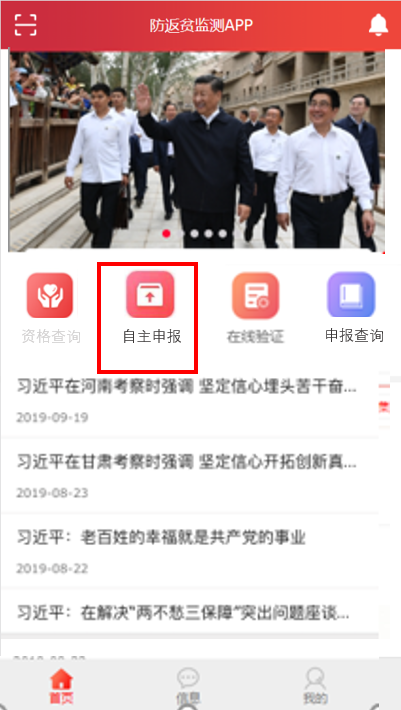 防返贫监测APP
资格查询
自主申报
在线验证
申报查询
习近平在河南考察时强调 坚定信心埋头苦干奋...
2019-09-19
习近平在甘肃考察时强调 坚定信心开拓创新真...
2019-08-23
习近平：老百姓的幸福就是共产党的事业
2019-08-22
习近平：在解决“两不愁三保障”突出问题座谈...
首页
信息
我的